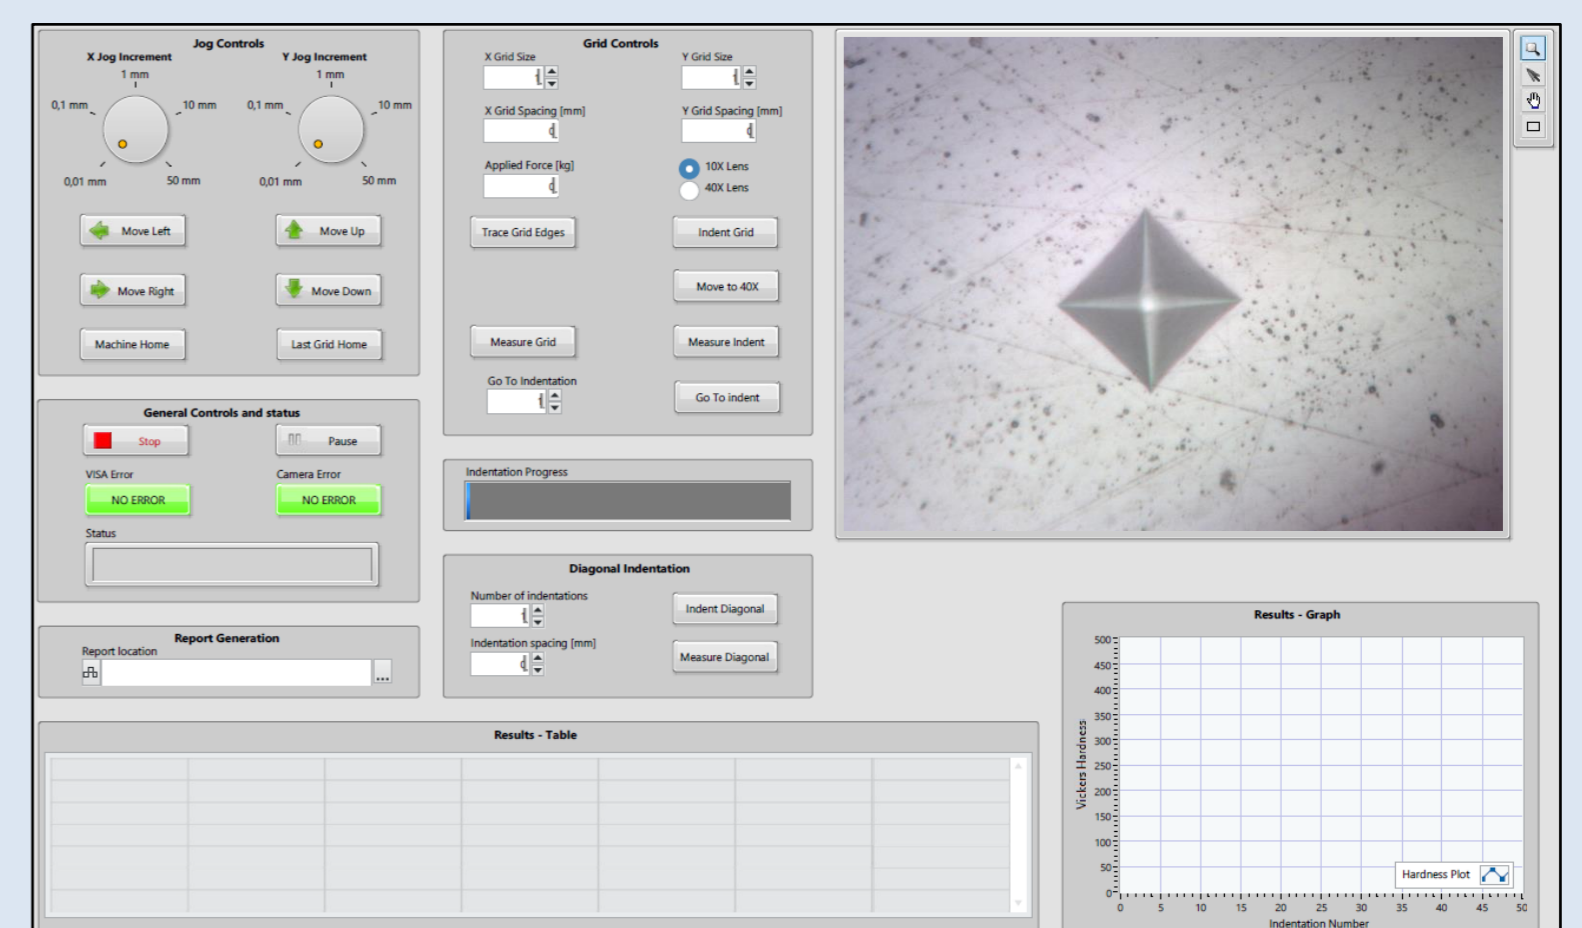 Jog Controls
X Jog Increment
Y Jog Increment
1 mm
1 mm
0,1 mm
10 mm
0,1 mm
10 mm
0,01 mm
50 mm
0,01 mm
50 mm
Move Left
Move Up
Move Right
Move Down
Machine Home
Last Grid Home
General Controls and status
Stop
Pause
VISA Error
Camera Error
NO ERROR
NO ERROR
Status
Report Generation
Report location
...
Grid Controls
X Grid Size
Y Grid Size
X Grid Spacing [mm]
Y Grid Spacing [mm]
Applied Force [kg]
10X Lens
40X Lens
Trace Grid Edges
Indent Grid
Move to 40X
Measure Grid
Measure Indent
Go To Indentation
Go To indent
Indentation Progress
Diagonal Indentation
Number of indentations
Indent Diagonal
Indentation spacing [mm]
Measure Diagonal
Results - Table
Results - Graph
Vickers Hardness
500
450
400
350
300
250
200
150
100
50
0
Hardness Plot
0 5 10 15 20 25 30 35 40 45 50
Indentation Number